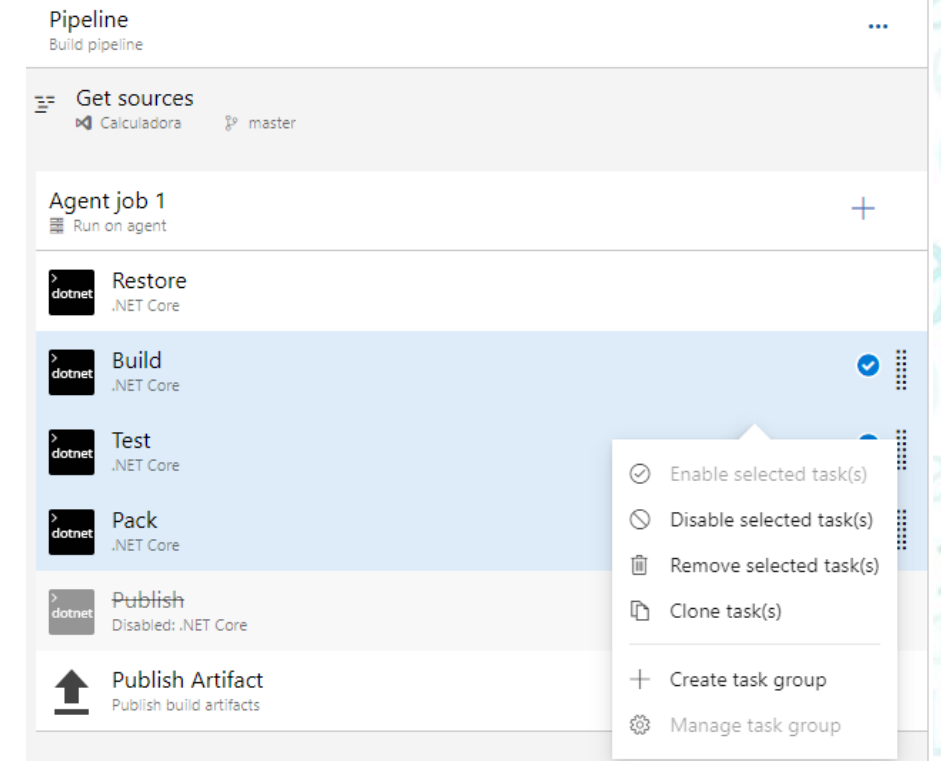 Pipeline
Build pipeline
...
Get sources
Calculadora master
Agent job 1
Run on agent
> dotnet
Restore
.NET Core
> dotnet
Build
.NET Core
> dotnet
Test
.NET Core
> dotnet
Pack
.NET Core
> dotnet
Publish
Disabled: .NET Core
Publish Artifact
Publish build artifacts
Enable selected task(s)
Disable selected task(s)
Remove selected task(s)
Clone task(s)
Create task group
Manage task group